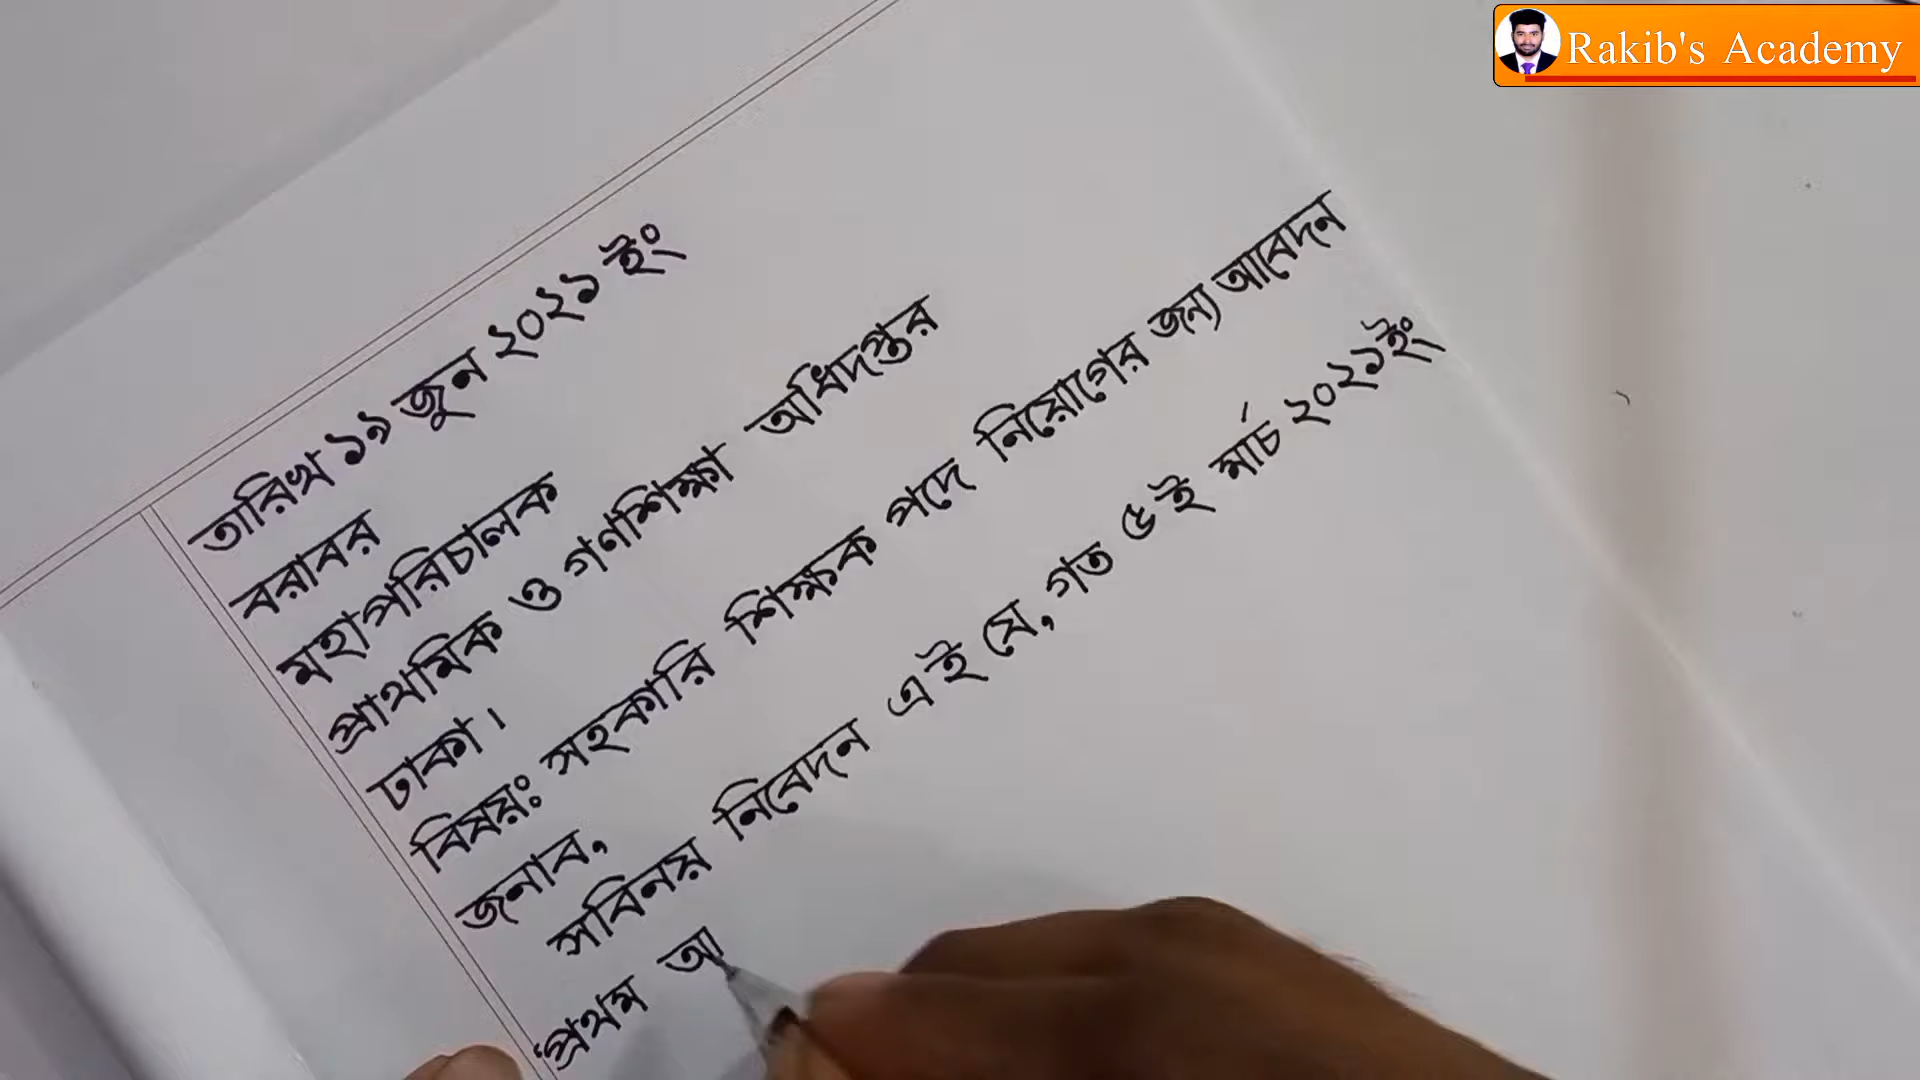 Rakib's Academy
তারিখ ১৯ জুন ২০২১ ইং
বরাবর
মহাপরিচালক
প্রাথমিক ও গণশিক্ষা অধিদপ্তর
ঢাকা।
বিষয়ঃ সহকারি শিক্ষক পদে নিয়োগের জন্য আবেদন
জনাব,
সবিনয় নিবেদন এই যে, গত ৫ই মার্চ ২০২১ইং
‘প্রথম আ